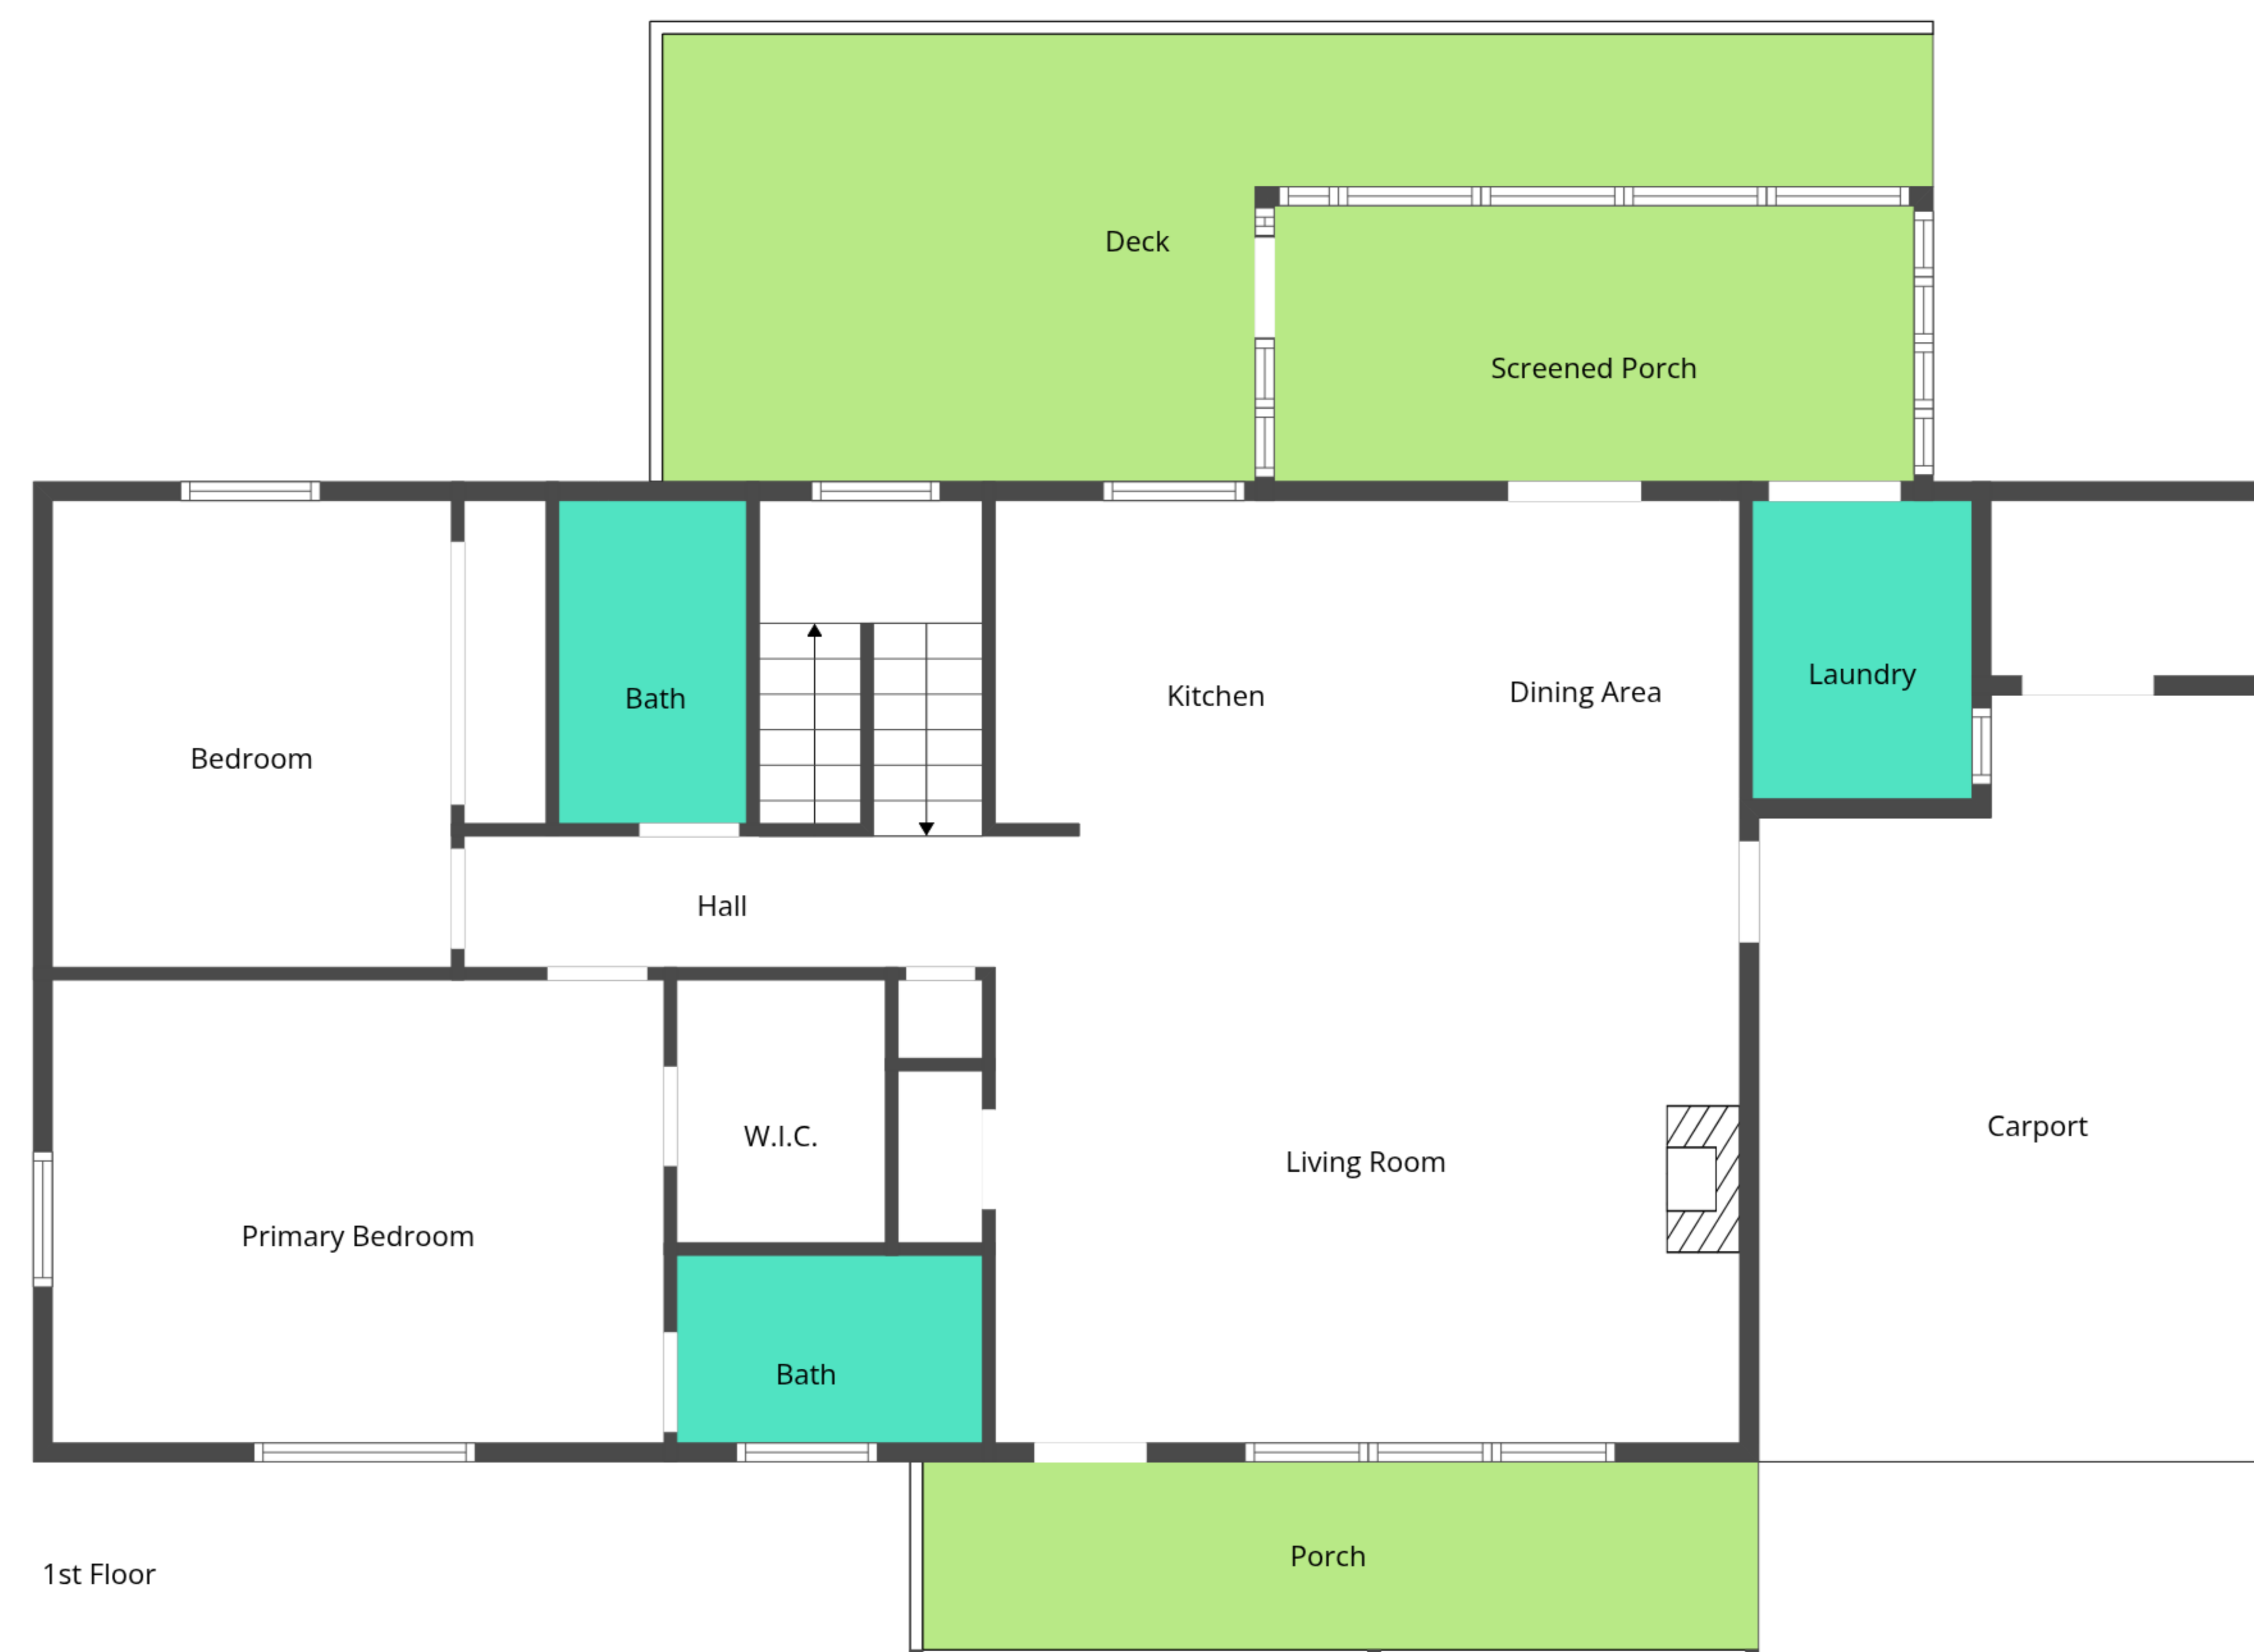 Deck
Screened Porch
Bath
Kitchen
Dining Area
Laundry
Bedroom
Hall
W.I.C.
Living Room
Carport
Primary Bedroom
Bath
Porch
1st Floor